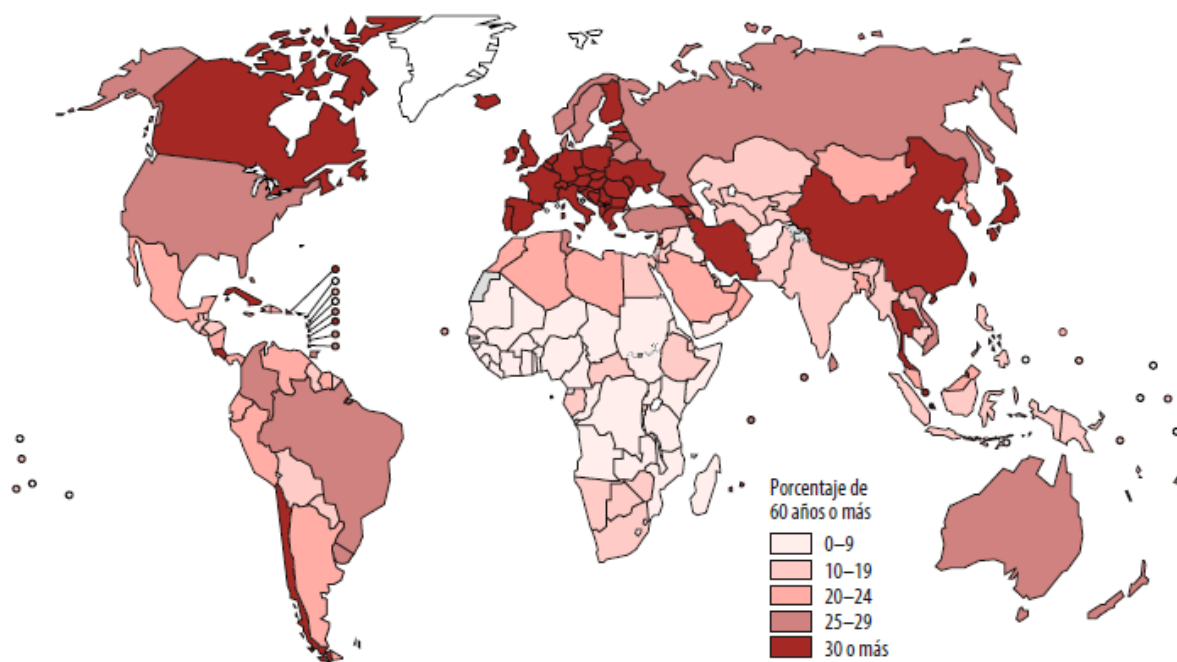 Porcentaje de
60 años o más
0–9
10–19
20–24
25–29
30 o más